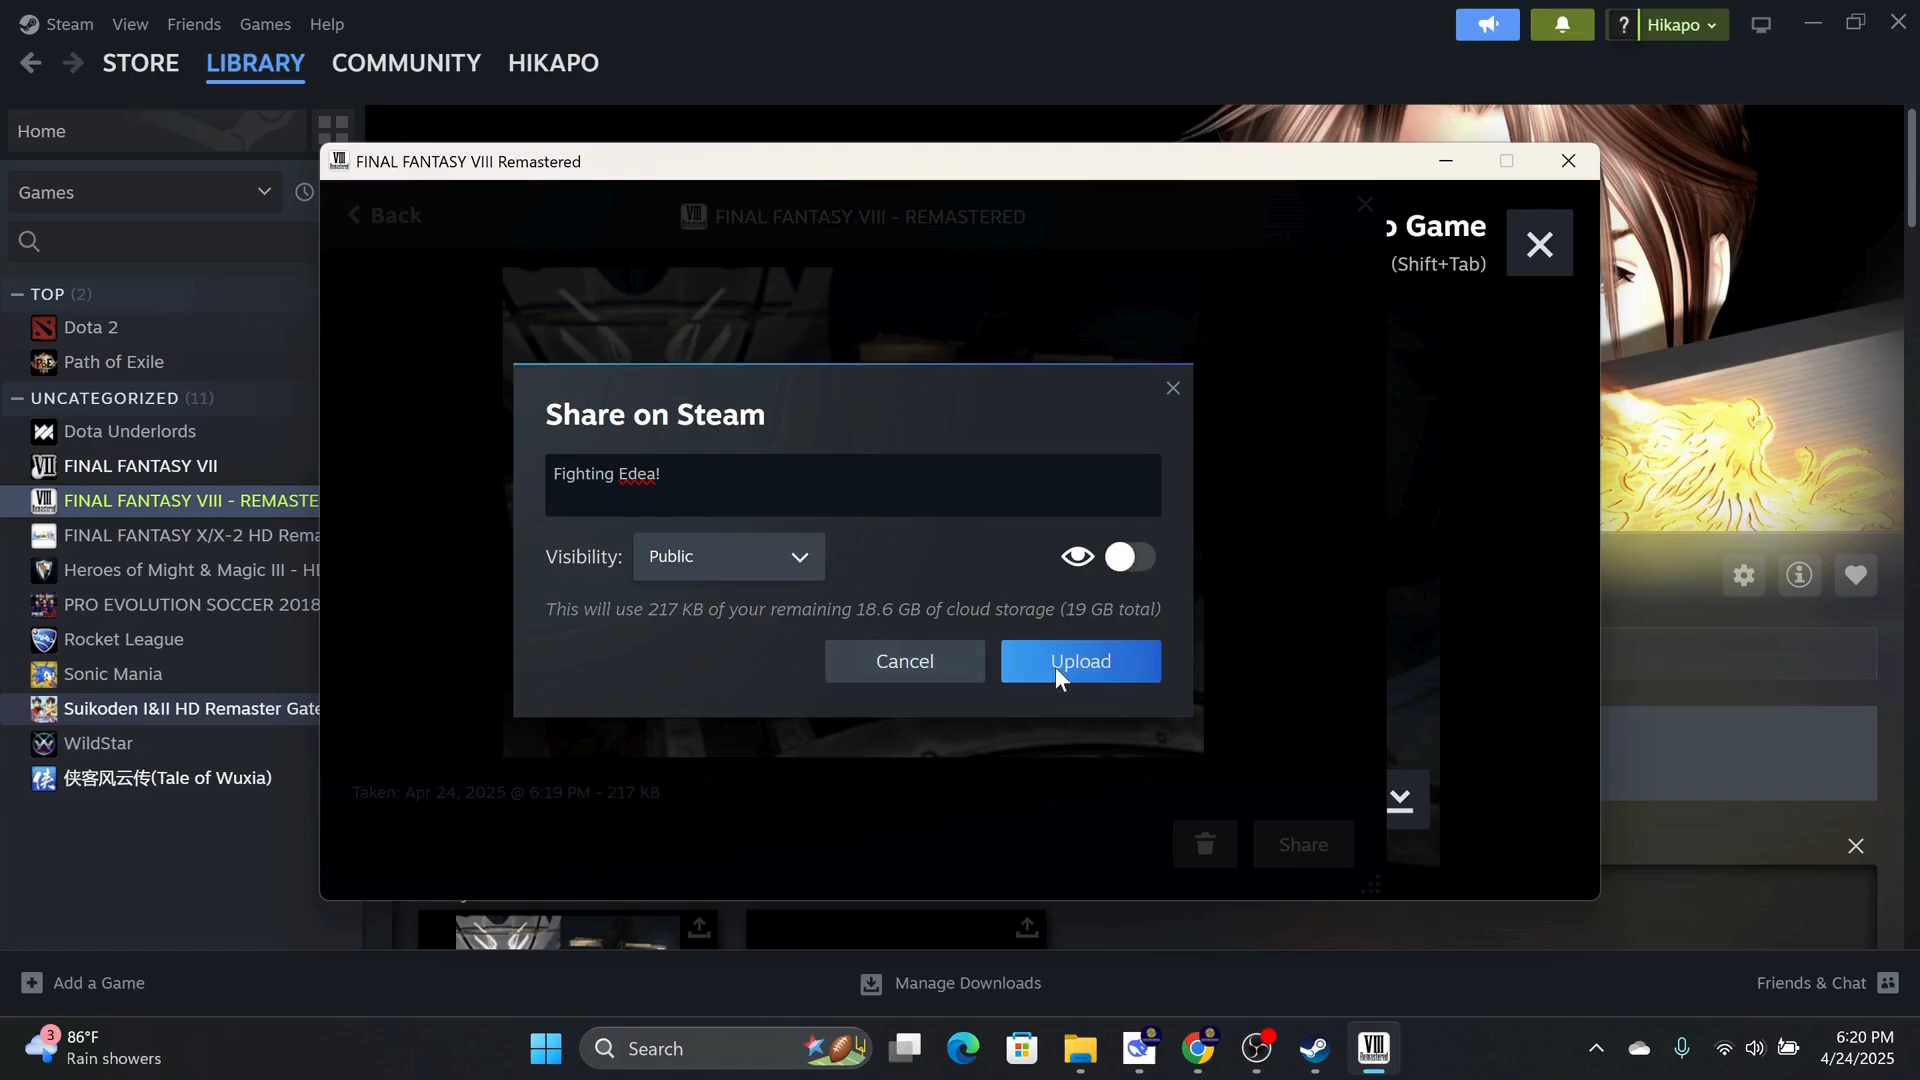 Steam View Friends Games Help
? Hikapo
STORE LIBRARY COMMUNITY HIKAPO
Home
Games
TOP (2)
Dota 2
Path of Exile
UNCATEGORIZED (11)
Dota Underlords
FINAL FANTASY VII
FINAL FANTASY VIII - REMASTE
FINAL FANTASY X/X-2 HD Rema
Heroes of Might & Magic III - H
PRO EVOLUTION SOCCER 2018
Rocket League
Sonic Mania
Suikoden I&II HD Remaster Gate
WildStar
侠客风云传(Tale of Wuxia)
FINAL FANTASY VIII Remastered
Back
FINAL FANTASY VIII - REMASTERED
o Game
(Shift+Tab)
Share on Steam
Fighting Edea!
Visibility: Public
This will use 217 KB of your remaining 18.6 GB of cloud storage (19 GB total)
Cancel Upload
Taken: Apr 24, 2025 @ 6:19 PM - 217 KB
Share
Add a Game
Manage Downloads
Friends & Chat
3
86°F
Rain showers
Search
6:20 PM
4/24/2025